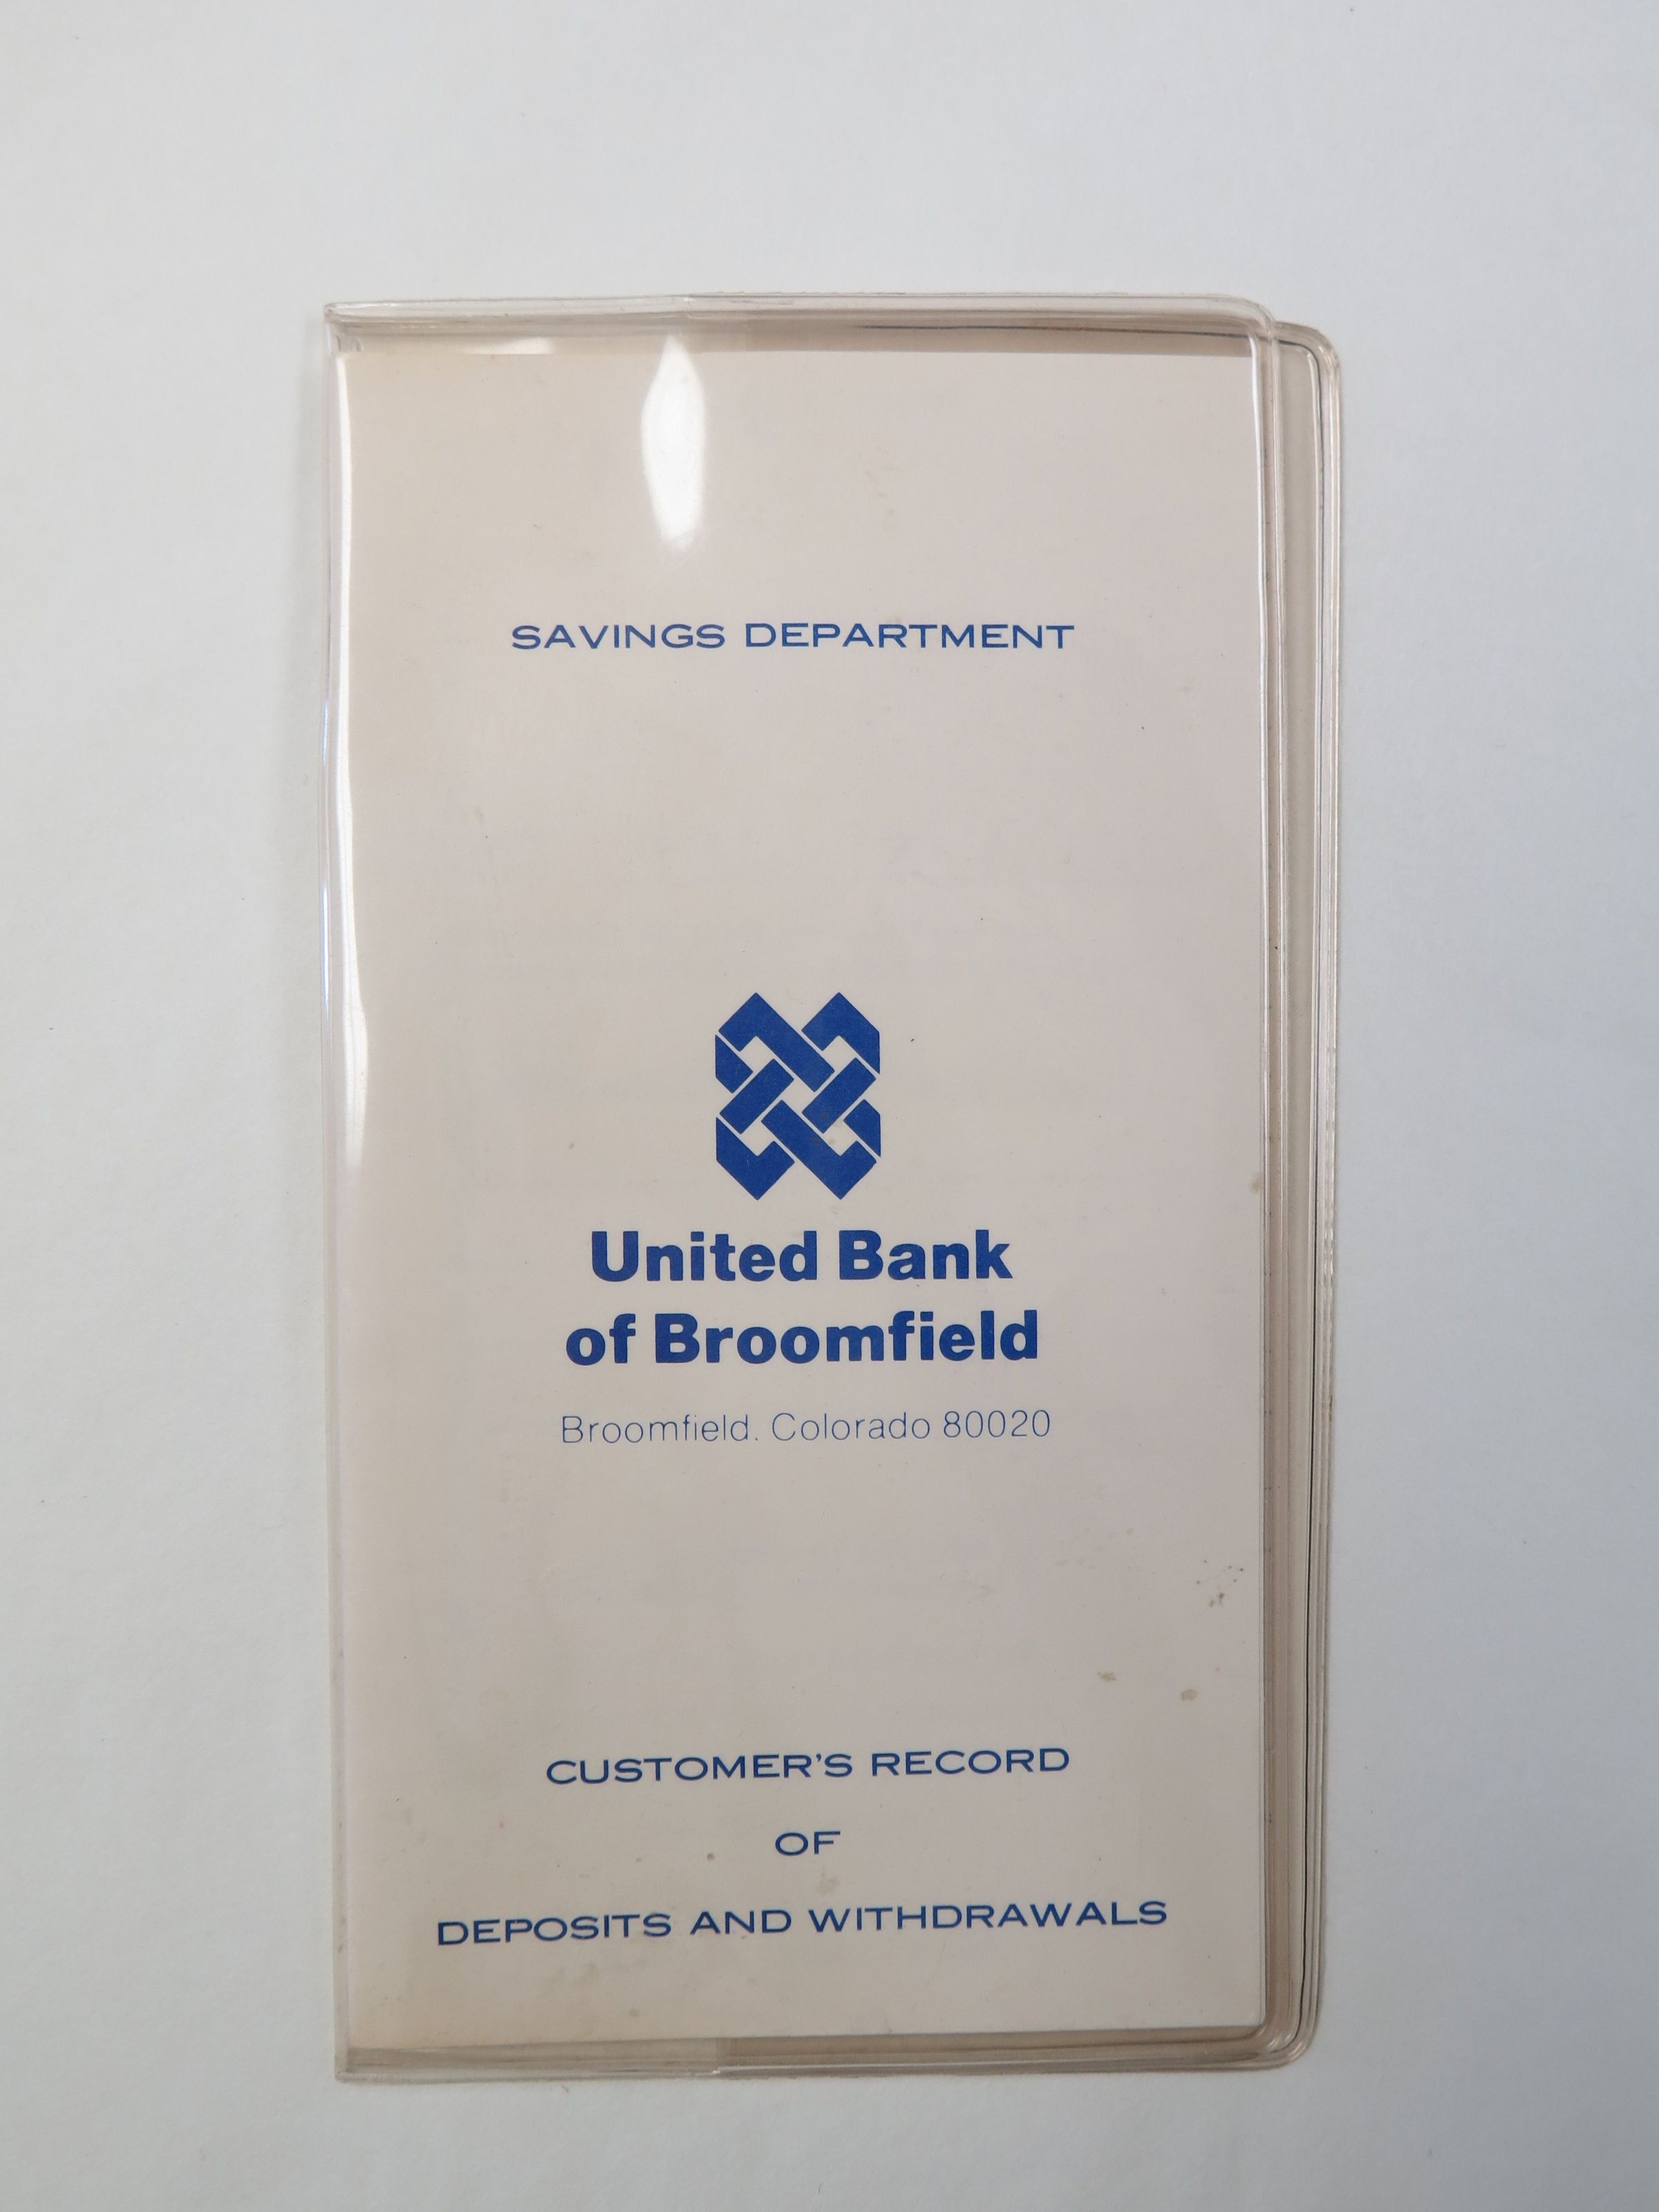 SAVINGS DEPARTMENT
United Bank
of Broomfield
Broomfield, Colorado 80020
CUSTOMER'S RECORD
OF
DEPOSITS AND WITHDRAWALS